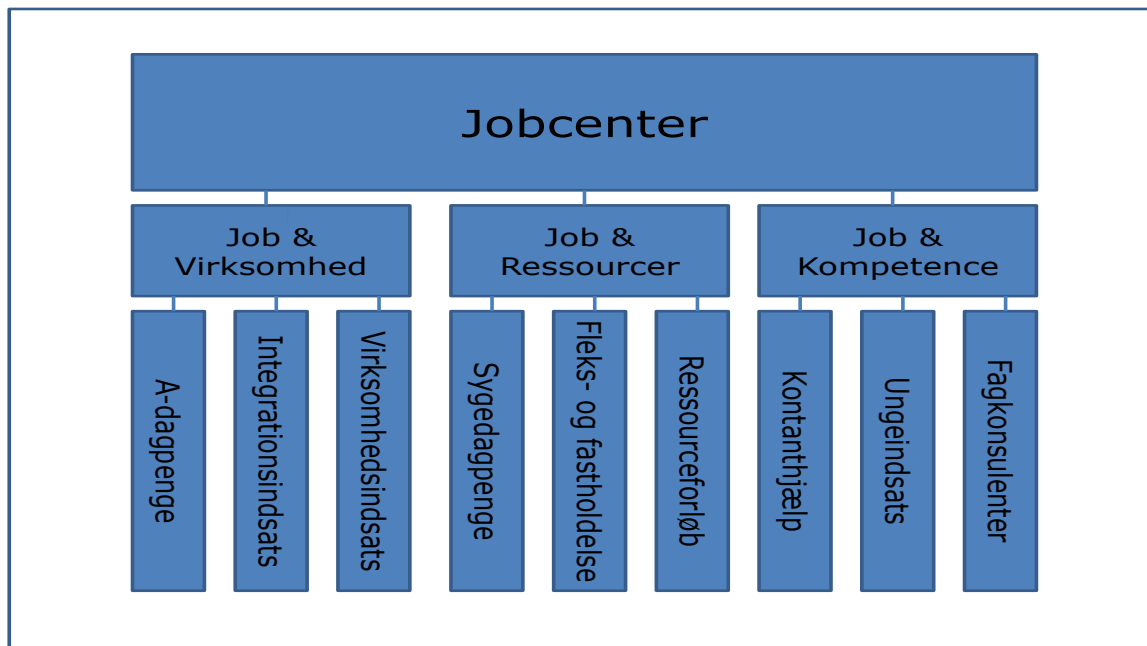 Jobcenter
Job &
Virksomhed
Job &
Ressourcer
Job &
Kompetence
A-dagpenge
Integrationsindsats
Virksomhedsindsats
Sygedagpenge
Fleks- og fastholdelse
Ressourceforløb
Kontanthjælp
Ungeindsats
Fagkonsulenter